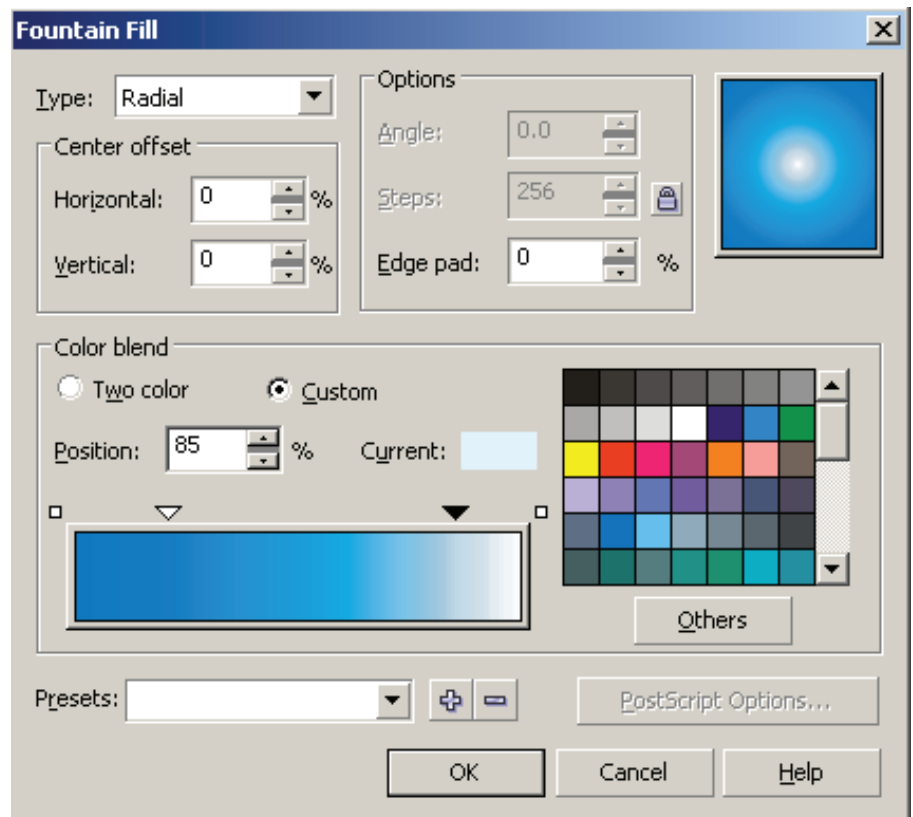 Fountain Fill
Type: Radial
Options
Angle: 0.0
Steps: 256
Edge pad: 0 %
Center offset
Horizontal: 0 %
Vertical: 0 %
Color blend
Two color Custom
Position: 85 % Current:
Others
Presets:
PostScript Options...
OK Cancel Help